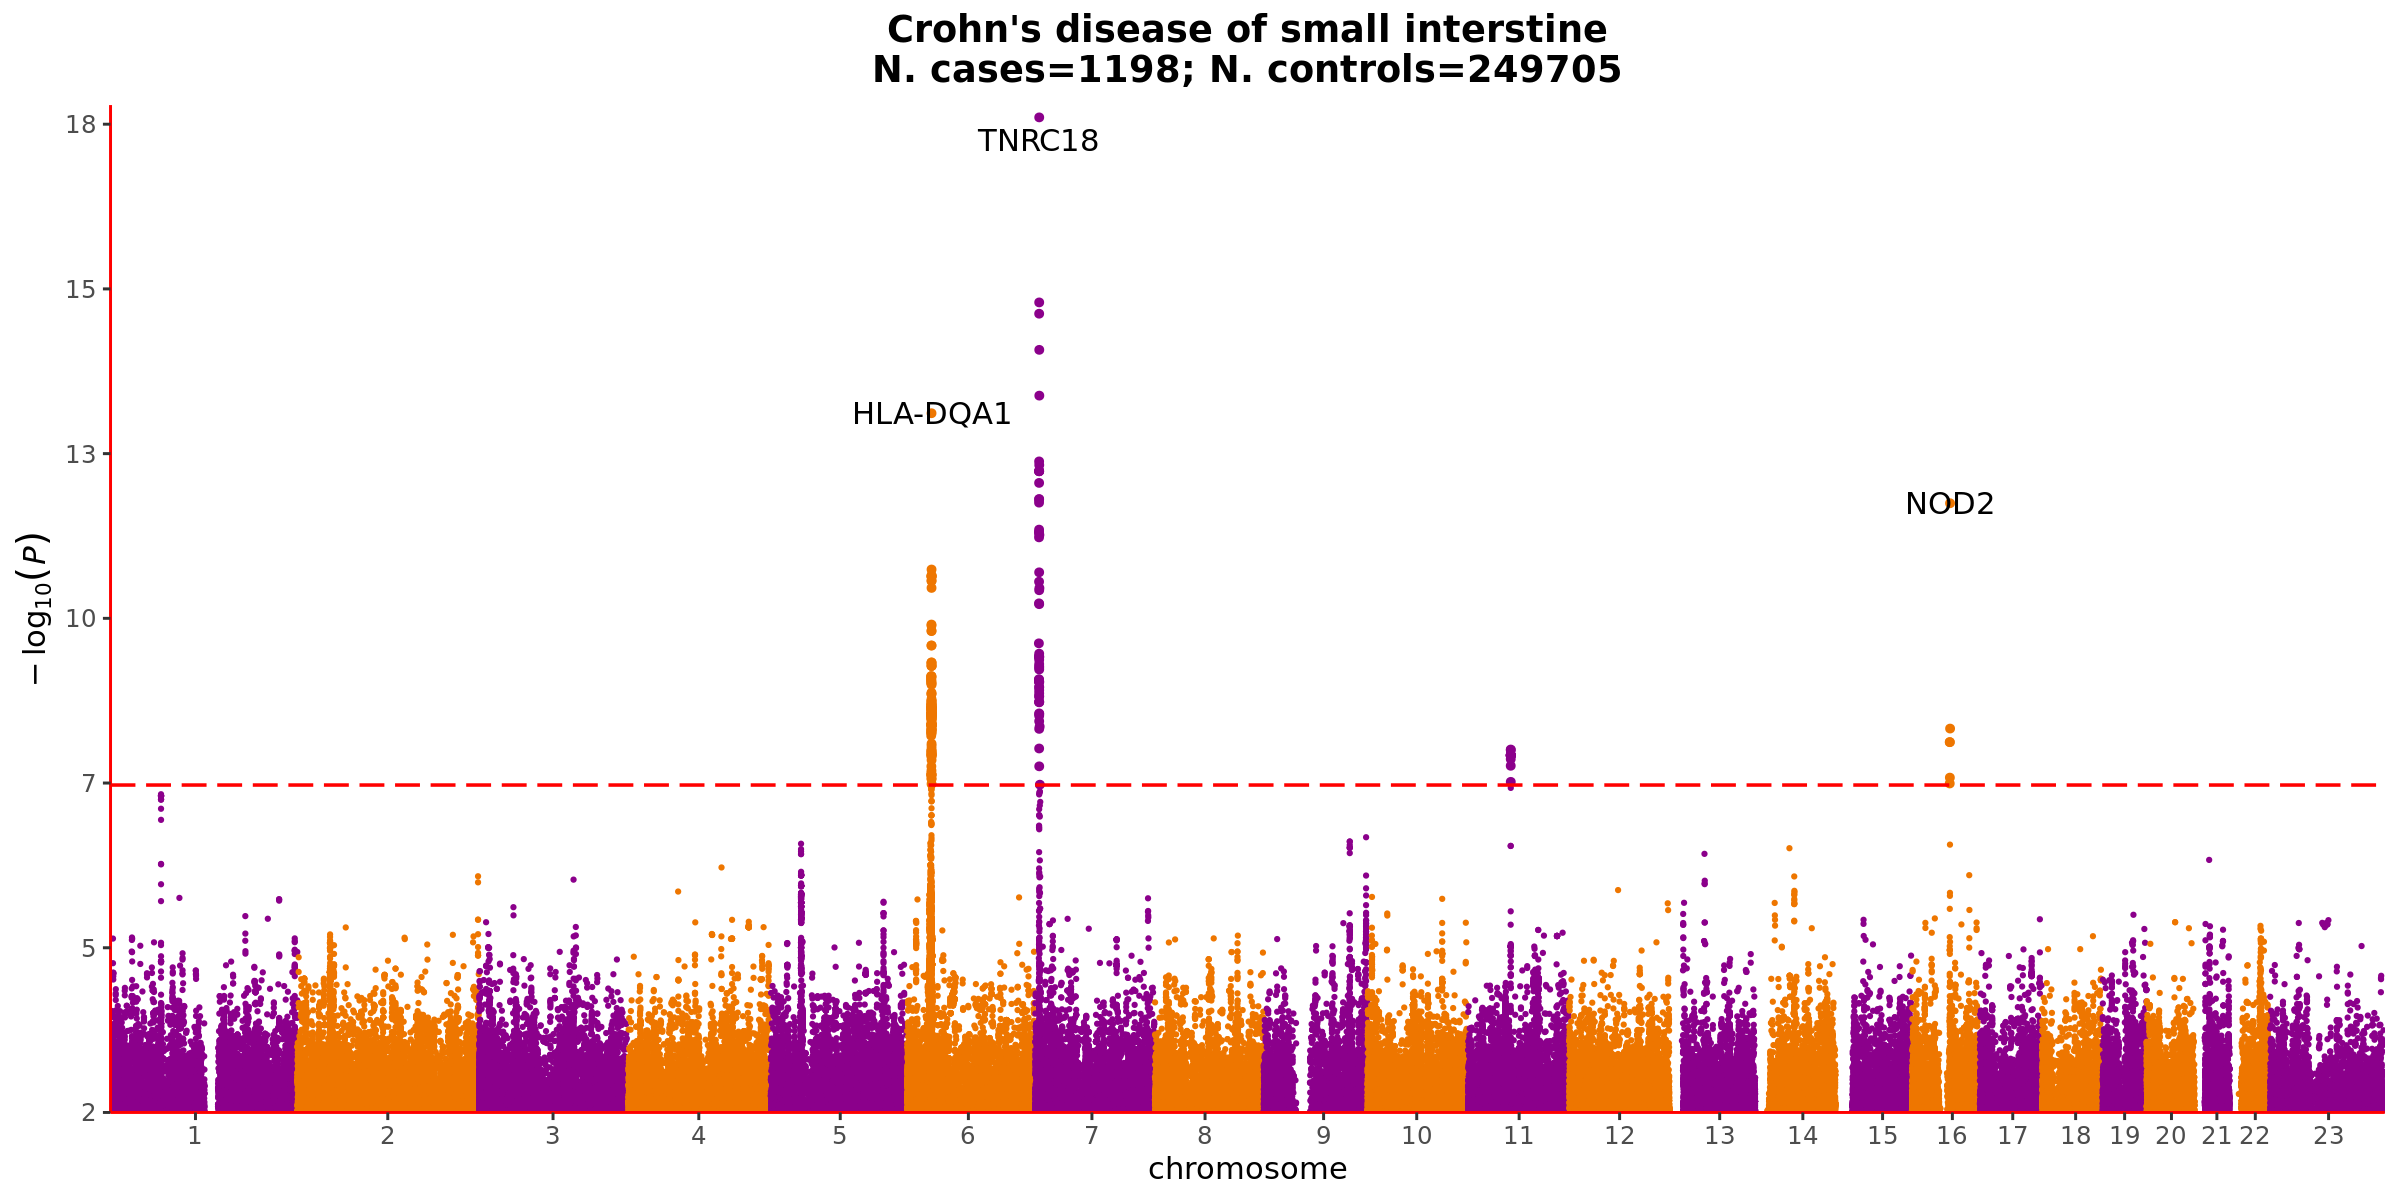 Crohn's disease of small interstine
N. cases=1198; N. controls=249705
18
TNRC18
15
HLA-DQA1
13
NOD2
−log₁₀(P)
10
7
5
2
1 2 3 4 5 6 7 8 9 10 11 12 13 14 15 16 17 18 19 20 21 22 23
chromosome